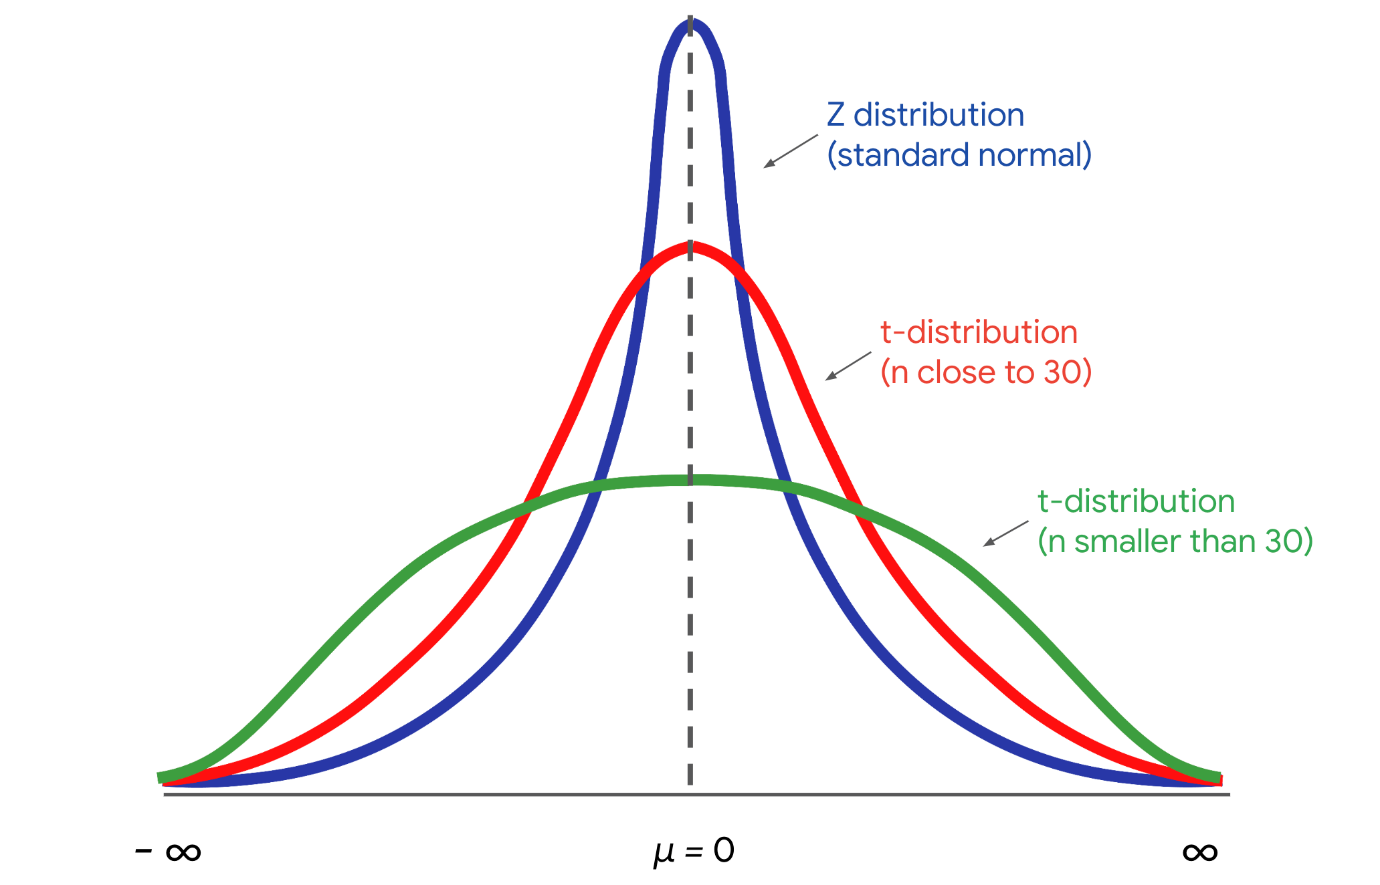 Z distribution
(standard normal)
t-distribution
(n close to 30)
t-distribution
(n smaller than 30)
- ∞
μ = 0
∞